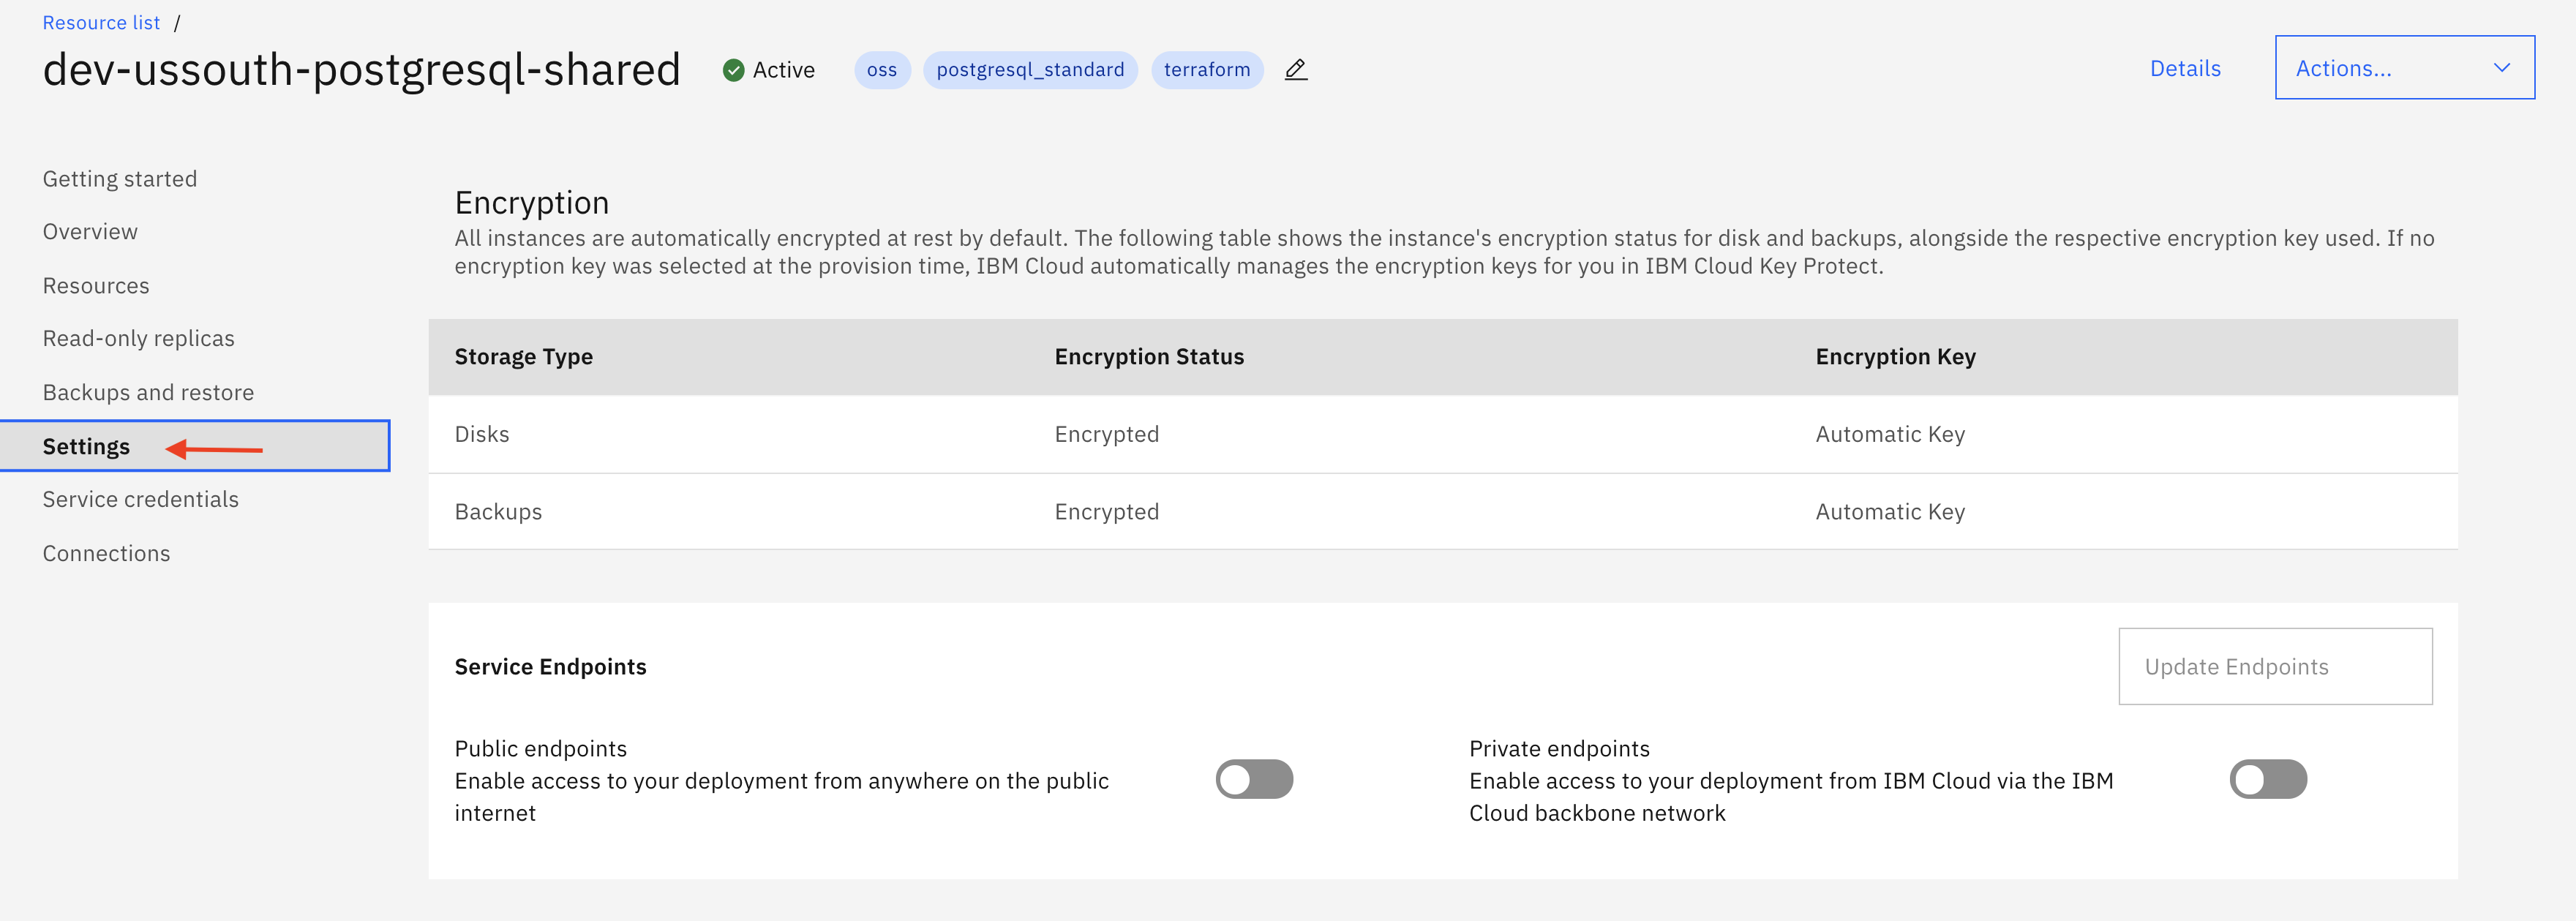 Resource list /
dev-ussouth-postgresql-shared Active oss postgresql_standard terraform Details Actions...
Getting started
Overview
Resources
Read-only replicas
Backups and restore
Settings
Service credentials
Connections
Encryption
All instances are automatically encrypted at rest by default. The following table shows the instance's encryption status for disk and backups, alongside the respective encryption key used. If no
encryption key was selected at the provision time, IBM Cloud automatically manages the encryption keys for you in IBM Cloud Key Protect.
Storage Type Encryption Status Encryption Key
Disks Encrypted Automatic Key
Backups Encrypted Automatic Key
Service Endpoints Update Endpoints
Public endpoints
Enable access to your deployment from anywhere on the public
internet
Private endpoints
Enable access to your deployment from IBM Cloud via the IBM
Cloud backbone network